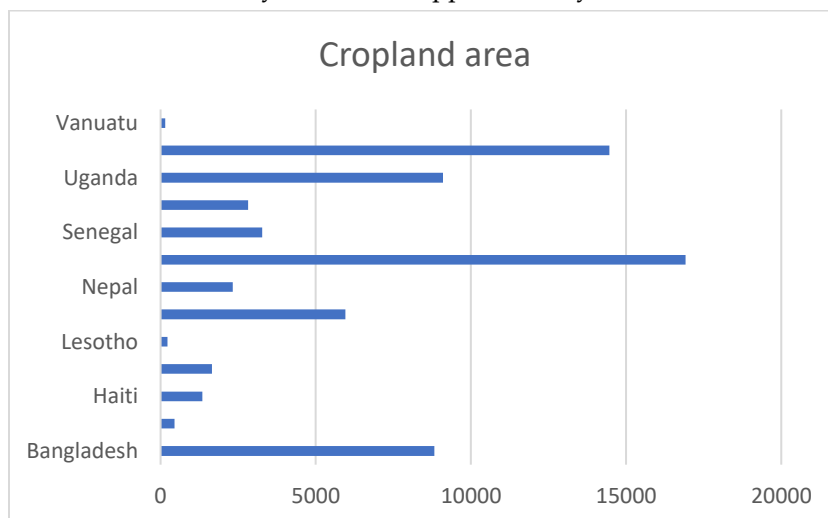 Cropland area
Vanuatu
Uganda
Senegal
Nepal
Lesotho
Haiti
Bangladesh
0 5000 10000 15000 20000